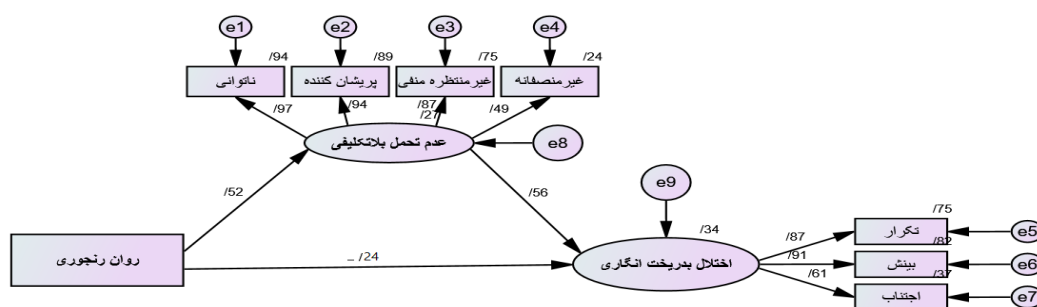 e1
e2
e3
e4
/94
/89
/75
/24
ناتوانی
پریشان کننده
غیرمنتظره منفی
غیرمنصفانه
/97
/94
/87
/49
/27
عدم تحمل بلاتکلیفی
e8
/52
/56
e9
/34
روان رنجوری
– /24
اختلال بدریخت انگاری
/87
/91
/61
/75
تکرار
e5
/82
بینش
e6
/37
اجتناب
e7